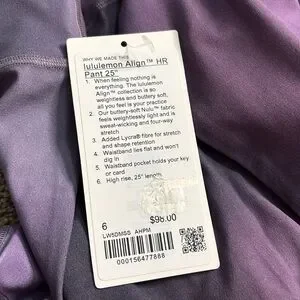 WHY WE MADE THIS
lululemon Align™ HR
Pant 25"
1. When feeling nothing is
everything. The lululemon
Align™ collection is so
weightless and buttery soft,
all you feel is your practice
2. Our buttery-soft Nulu™ fabric
feels weightlessly light and is
sweat-wicking and four-way
stretch
3. Added Lycra® fibre for stretch
and shape retention
4. Waistband lies flat and won't
dig in
5. Waistband pocket holds your key
or card
6. High rise, 25" length
6
$98.00
LW5DMSS AHPM
000156477888